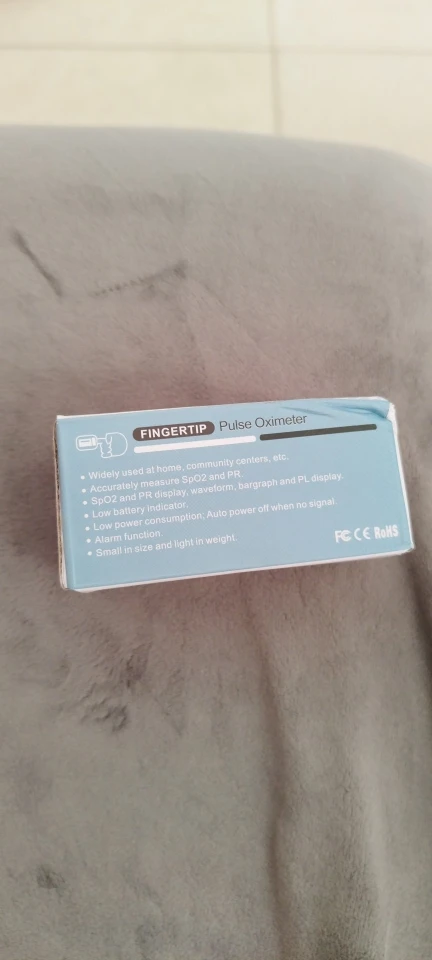 FINGERTIP Pulse Oximeter
• Widely used at home, community centers, etc.
• Accurately measure SpO2 and PR
• SpO2 and PR display, waveform, bargraph and PL display.
• Low battery indicator.
• Low power consumption; Auto power off when no signal.
• Alarm function.
• Small in size and light in weight.
FC CE RoHS